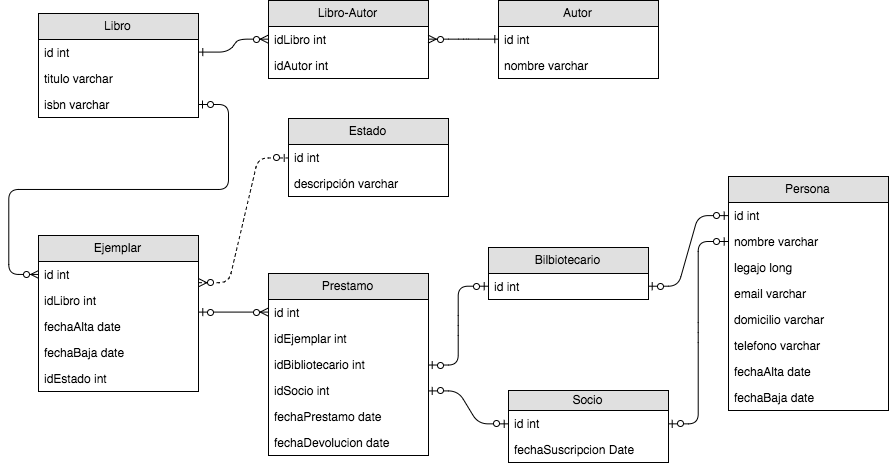 Libro
id int
titulo varchar
isbn varchar
Libro-Autor
idLibro int
idAutor int
Autor
id int
nombre varchar
Estado
id int
descripción varchar
Ejemplar
id int
idLibro int
fechaAlta date
fechaBaja date
idEstado int
Prestamo
id int
idEjemplar int
idBibliotecario int
idSocio int
fechaPrestamo date
fechaDevolucion date
Bilbiotecario
id int
Socio
id int
fechaSuscripcion Date
Persona
id int
nombre varchar
legajo long
email varchar
domicilio varchar
telefono varchar
fechaAlta date
fechaBaja date